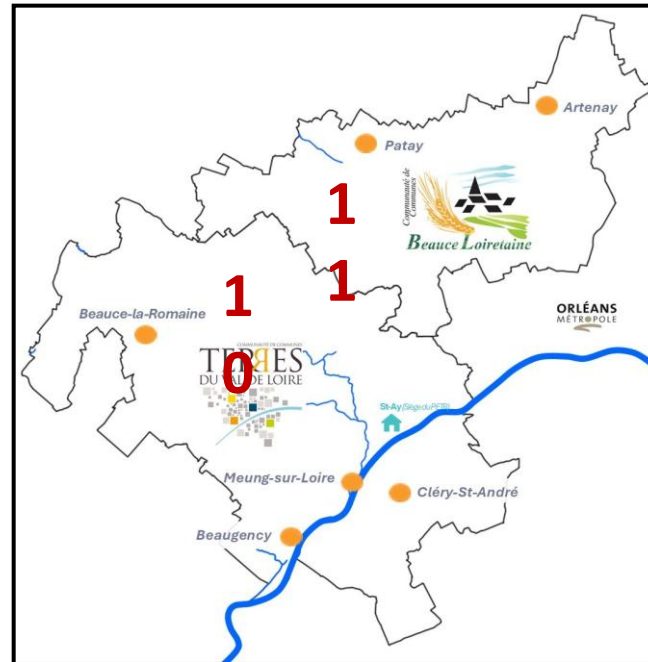 Artenay
Patay
Communauté de
Communes
Beauce Loiretaine
1
1
1
0
Beauce-la-Romaine
ORLÉANS
MÉTROPOLE
COMMUNAUTÉ DE COMMUNES
TERRES
DU VAL DE LOIRE
St-Ay (Siège du PETR)
Meung-sur-Loire
Cléry-St-André
Beaugency